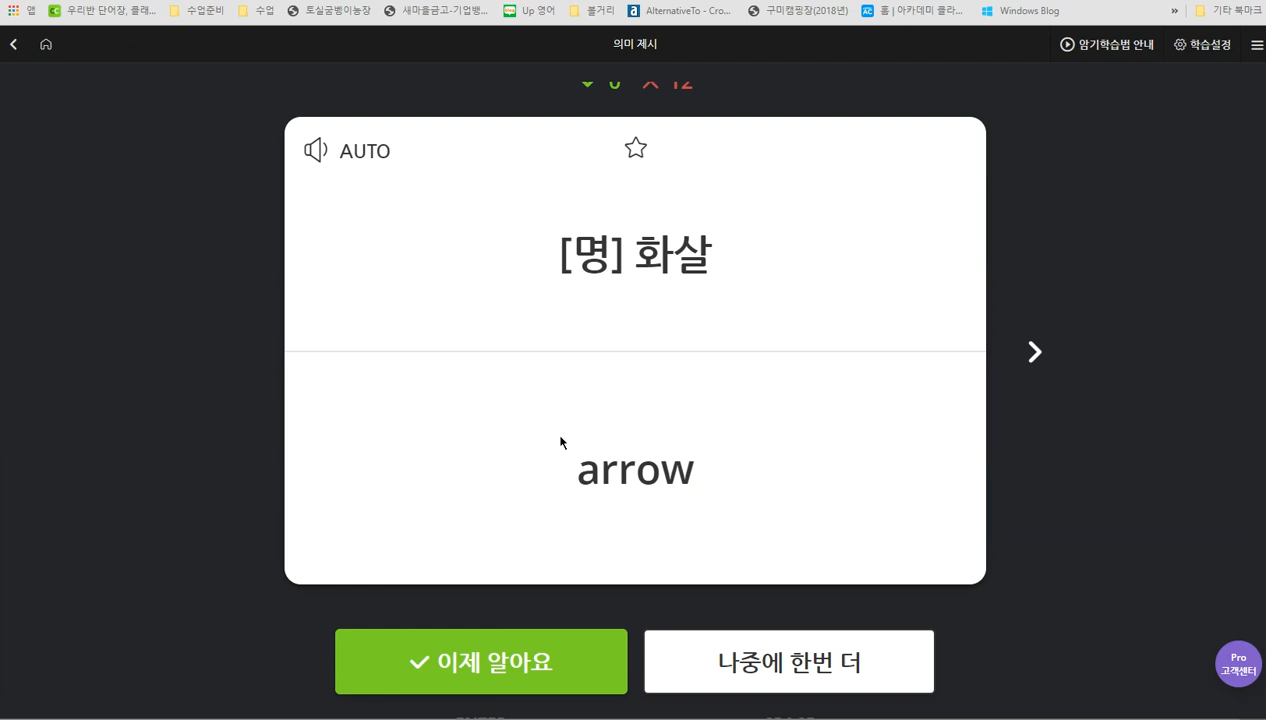 앱 우리반 단어장, 클래... 수업준비 수업 토실굼벵이농장 새마을금고-기업뱅... Up 영어 볼거리 AlternativeTo - Cro... 구미캠핑장(2018년) 홈 | 아카데미 클라... Windows Blog » 기타 북마크
의미 제시 암기학습법 안내 학습설정
AUTO
[명] 화살
arrow
이제 알아요 나중에 한번 더
Pro
고객센터